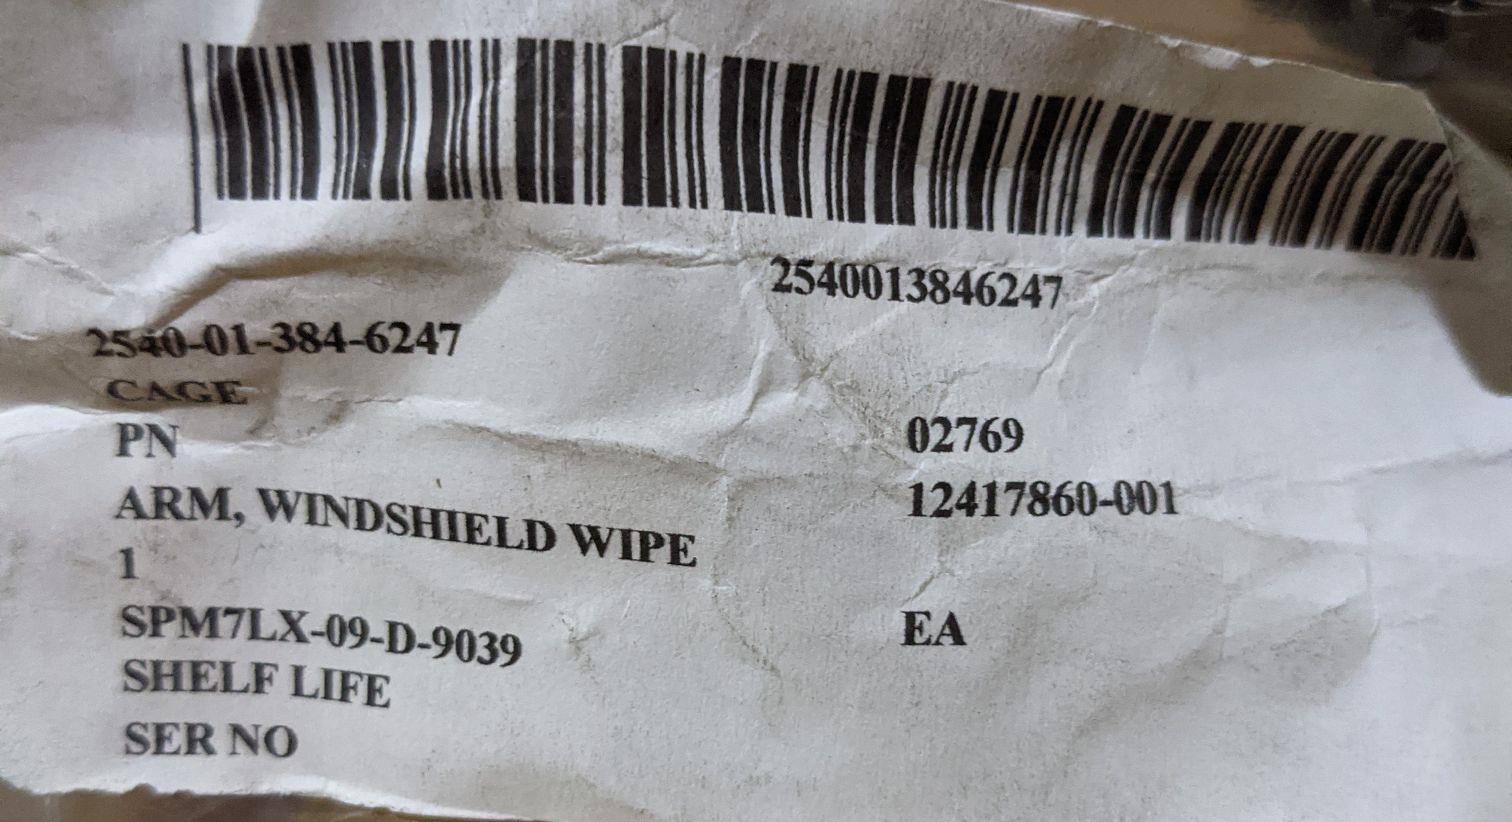 2540013846247
2540-01-384-6247
CAGE 02769
PN 12417860-001
ARM, WINDSHIELD WIPE
1 EA
SPM7LX-09-D-9039
SHELF LIFE
SER NO